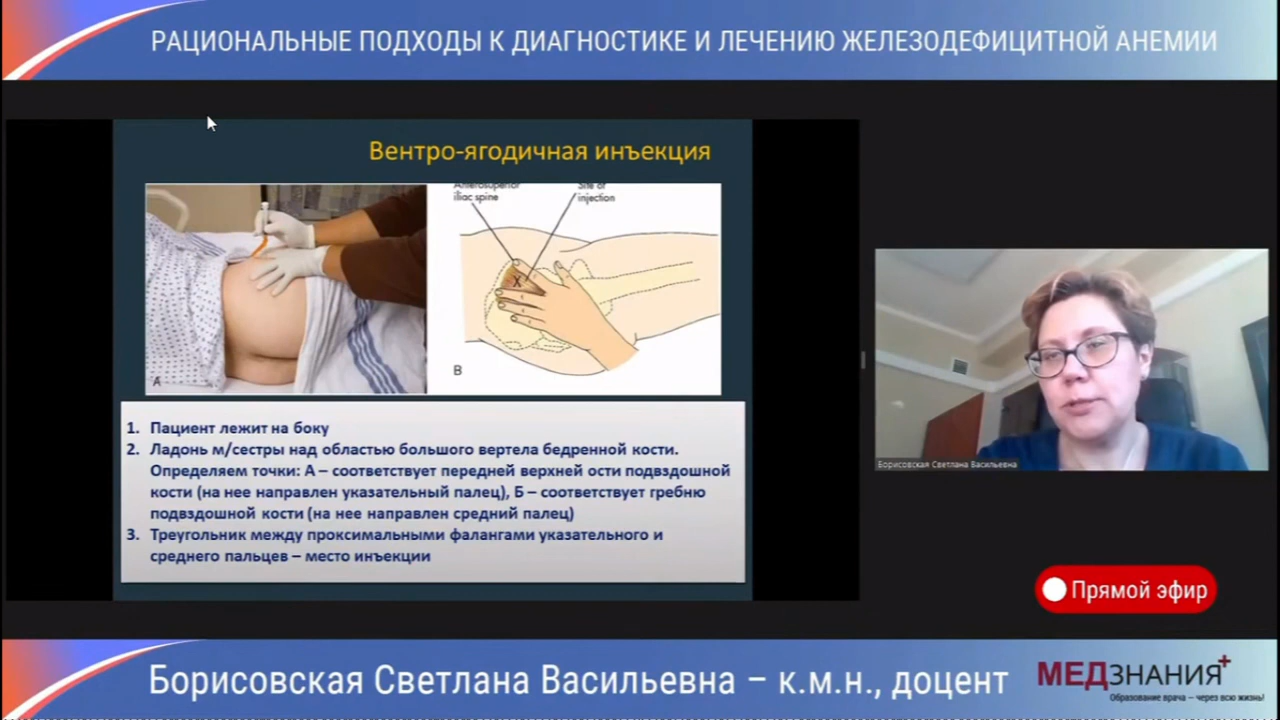 РАЦИОНАЛЬНЫЕ ПОДХОДЫ К ДИАГНОСТИКЕ И ЛЕЧЕНИЮ ЖЕЛЕЗОДЕФИЦИТНОЙ АНЕМИИ
Вентро-ягодичная инъекция
Anterosuperior
iliac spine
Site of
injection
X
A
B
1. Пациент лежит на боку
2. Ладонь м/сестры над областью большого вертела бедренной кости.
Определяем точки: А – соответствует передней верхней ости подвздошной
кости (на нее направлен указательный палец), Б – соответствует гребню
подвздошной кости (на нее направлен средний палец)
3. Треугольник между проксимальными фалангами указательного и
среднего пальцев – место инъекции
Борисовская Светлана Васильевна
Прямой эфир
Борисовская Светлана Васильевна – к.м.н., доцент
МЕДЗНАНИЯ+
Образование врача – через всю жизнь!